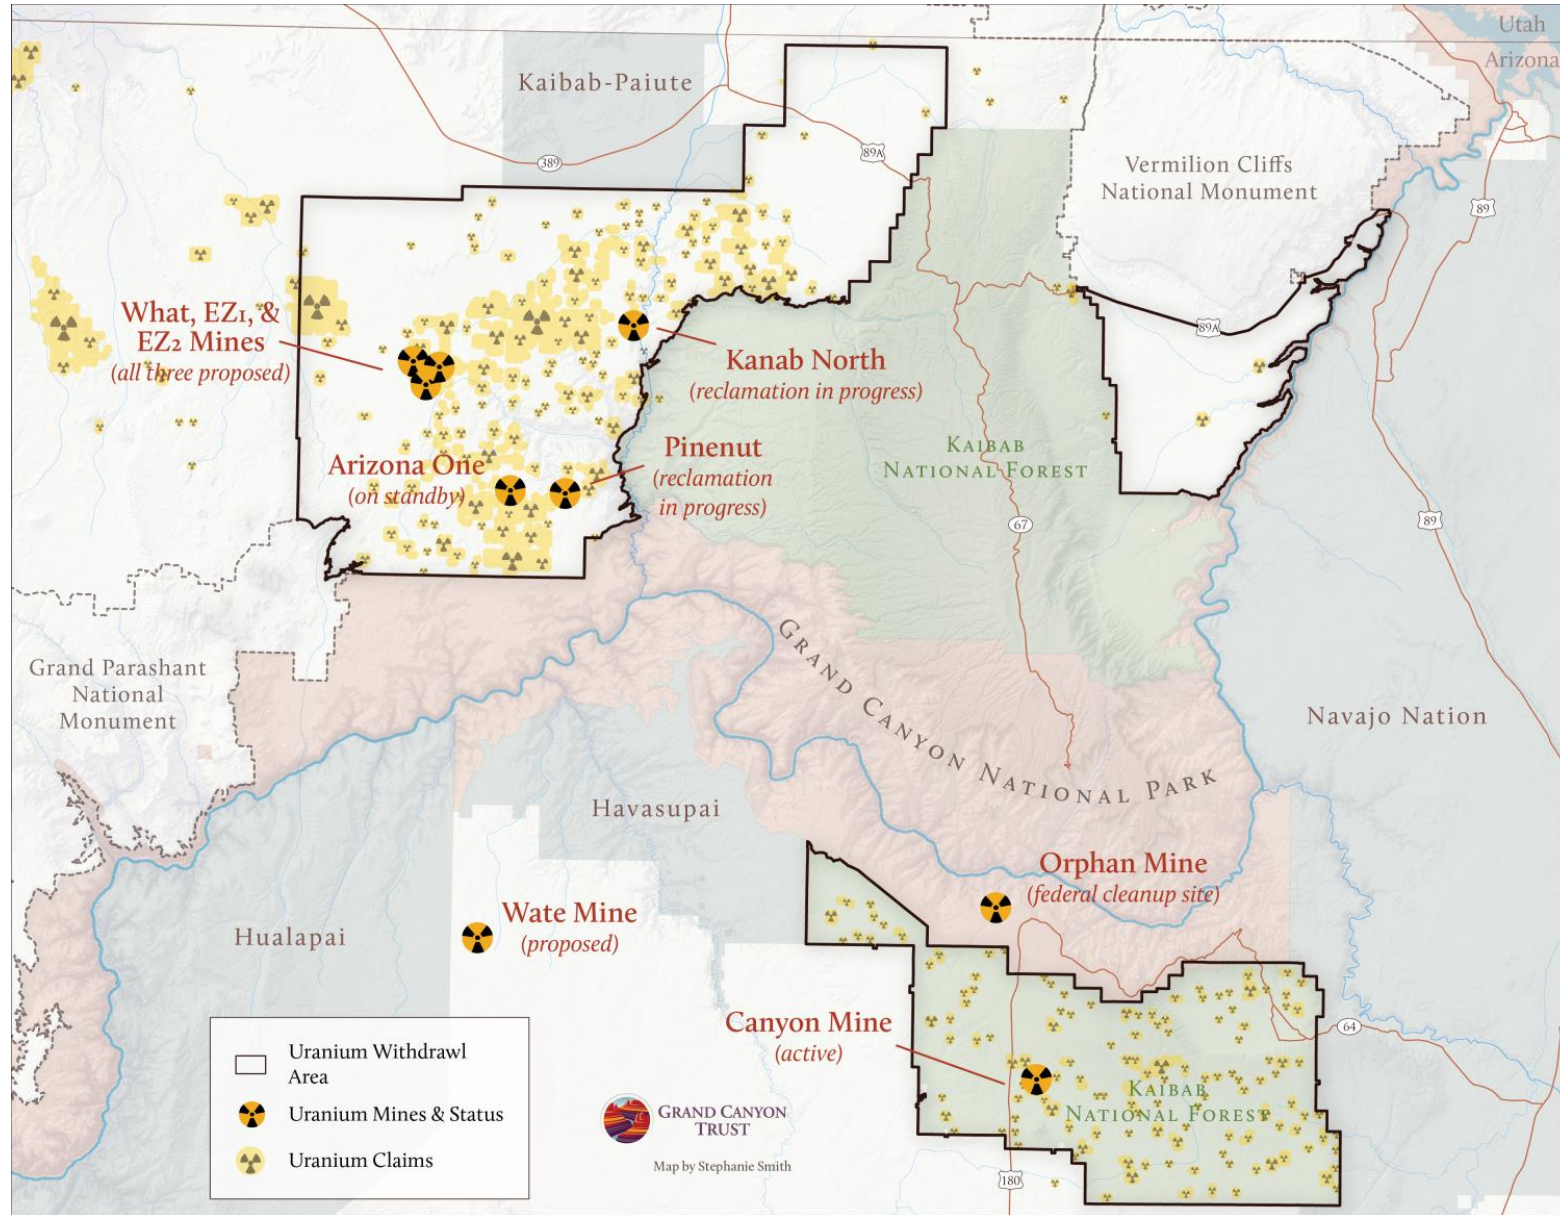 Utah
Arizona
Kaibab-Paiute
389
89A
Vermilion Cliffs
National Monument
89
What, EZ1, &
EZ2 Mines
(all three proposed)
89A
Kanab North
(reclamation in progress)
Kaibab
National Forest
Pinenut
(reclamation
in progress)
Arizona One
(on standby)
67
89
Grand Parashant
National
Monument
Grand Canyon National Park
Navajo Nation
Havasupai
Orphan Mine
(federal cleanup site)
Wate Mine
(proposed)
Hualapai
Canyon Mine
(active)
64
Kaibab
National Forest
180
Uranium Withdrawl
Area
Uranium Mines & Status
Uranium Claims
Grand Canyon
Trust
Map by Stephanie Smith